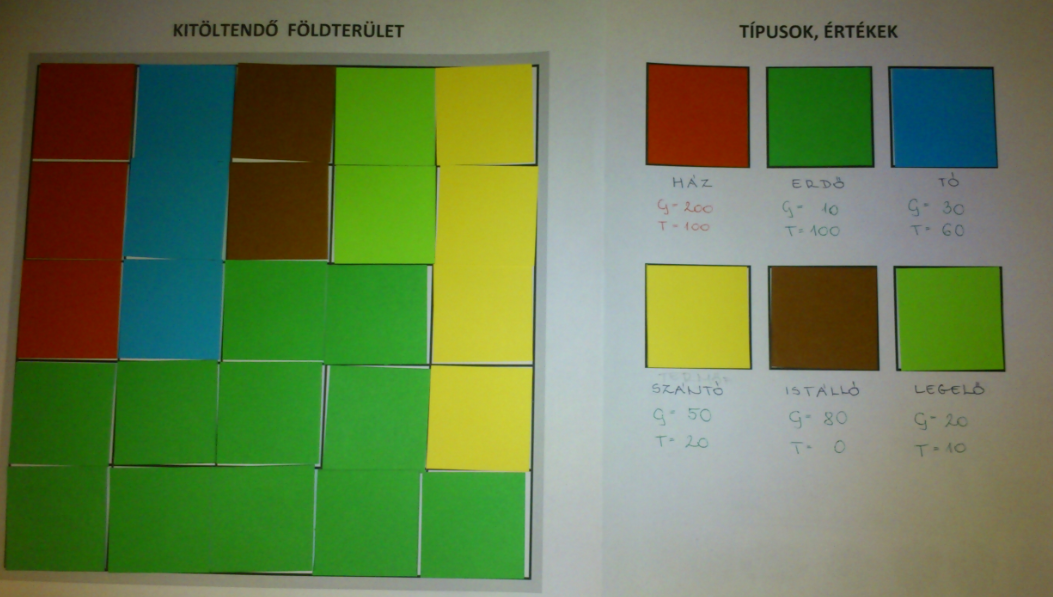 KITÖLTENDŐ FÖLDTERÜLET
TÍPUSOK, ÉRTÉKEK
HÁZ
G= 200
T= 100
ERDŐ
G= 10
T= 100
TÓ
G= 30
T= 60
SZÁNTÓ
G= 50
T= 20
ISTÁLLÓ
G= 80
T= 0
LEGELŐ
G= 20
T= 10